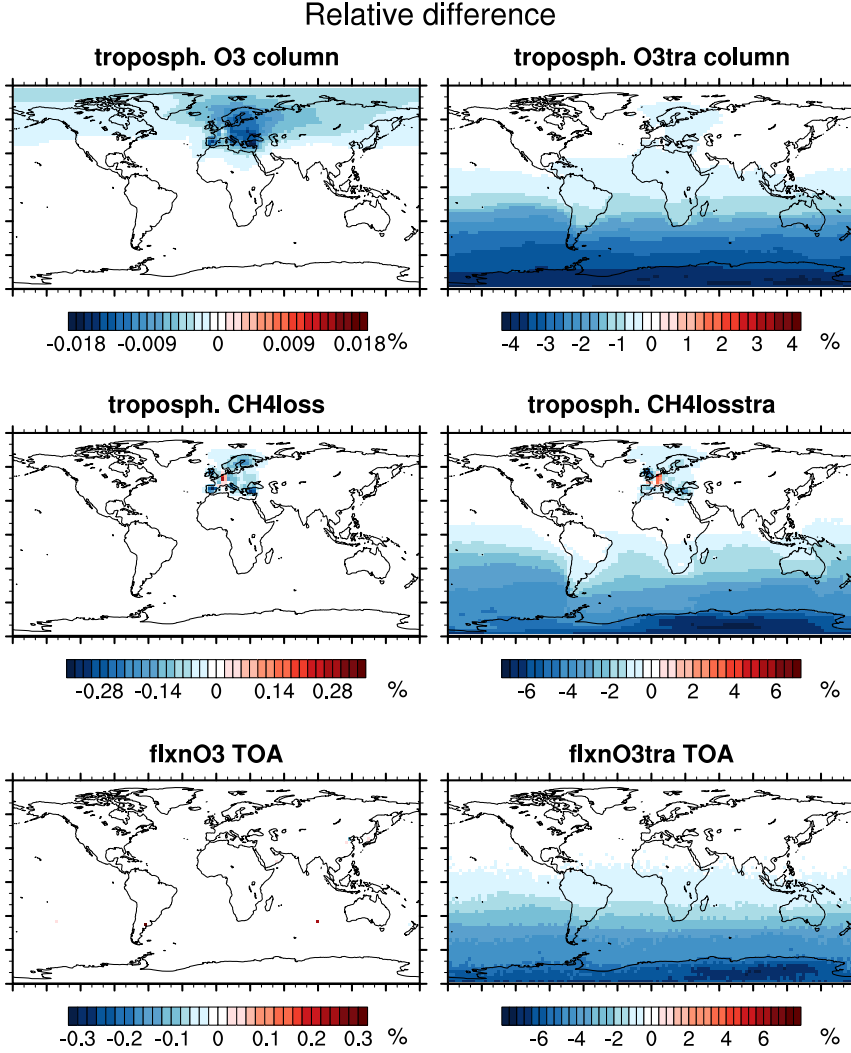 Relative difference
troposph. O3 column
troposph. O3tra column
-0.018 -0.009 0 0.009 0.018 %
-4 -3 -2 -1 0 1 2 3 4 %
troposph. CH4loss
troposph. CH4losstra
-0.28 -0.14 0 0.14 0.28 %
-6 -4 -2 0 2 4 6 %
flxnO3 TOA
flxnO3tra TOA
-0.3 -0.2 -0.1 0 0.1 0.2 0.3 %
-6 -4 -2 0 2 4 6 %